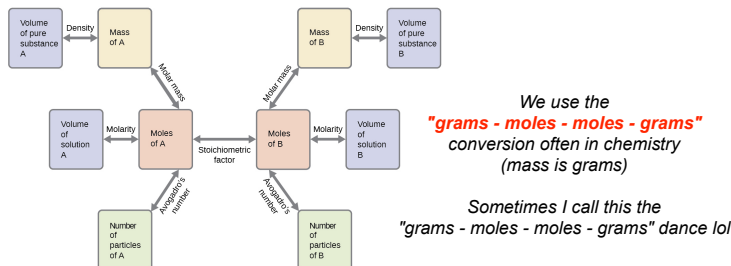 Volume
of pure
substance
A
Density
Mass
of A
Mass
of B
Density
Volume
of pure
substance
B
Molar mass
Molar mass
Volume
of
solution
A
Molarity
Moles
of A
Stoichiometric
factor
Moles
of B
Molarity
Volume
of
solution
B
Avogadro's
number
Avogadro's
number
Number
of
particles
of A
Number
of
particles
of B
We use the
"grams - moles - moles - grams"
conversion often in chemistry
(mass is grams)
Sometimes I call this the
"grams - moles - moles - grams" dance lol